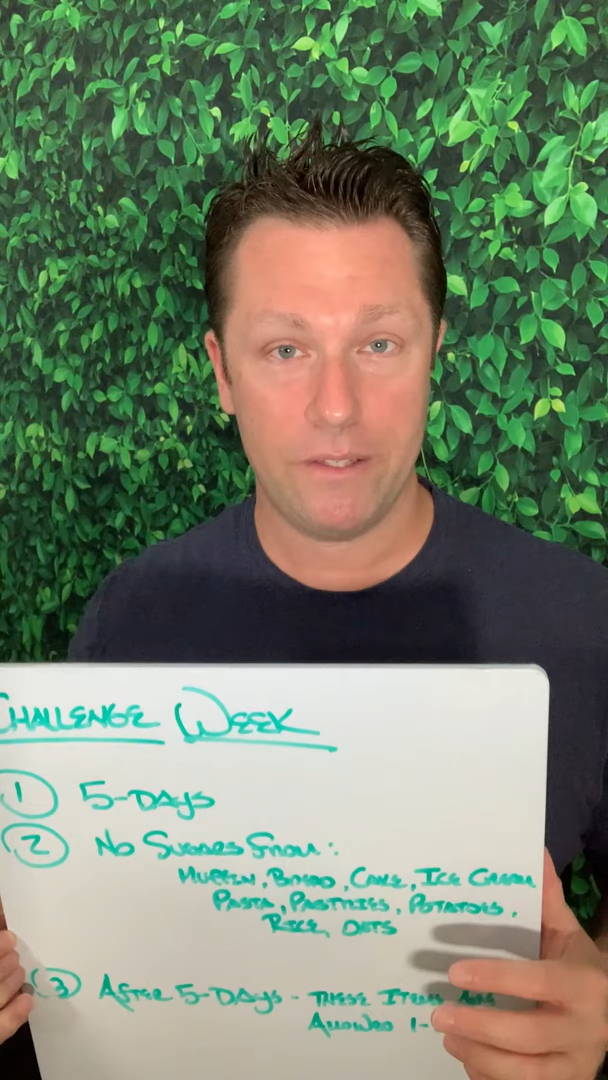 CHALLENGE WEEK
1 5-DAYS
2 NO SUGARS FROM:
MUFFIN, BREAD, CAKE, ICE CREAM
PASTA, PASTRIES, POTATOES,
RICE, OATS
3 AFTER 5-DAYS - THESE ITEMS ARE
ALLOWED 1-